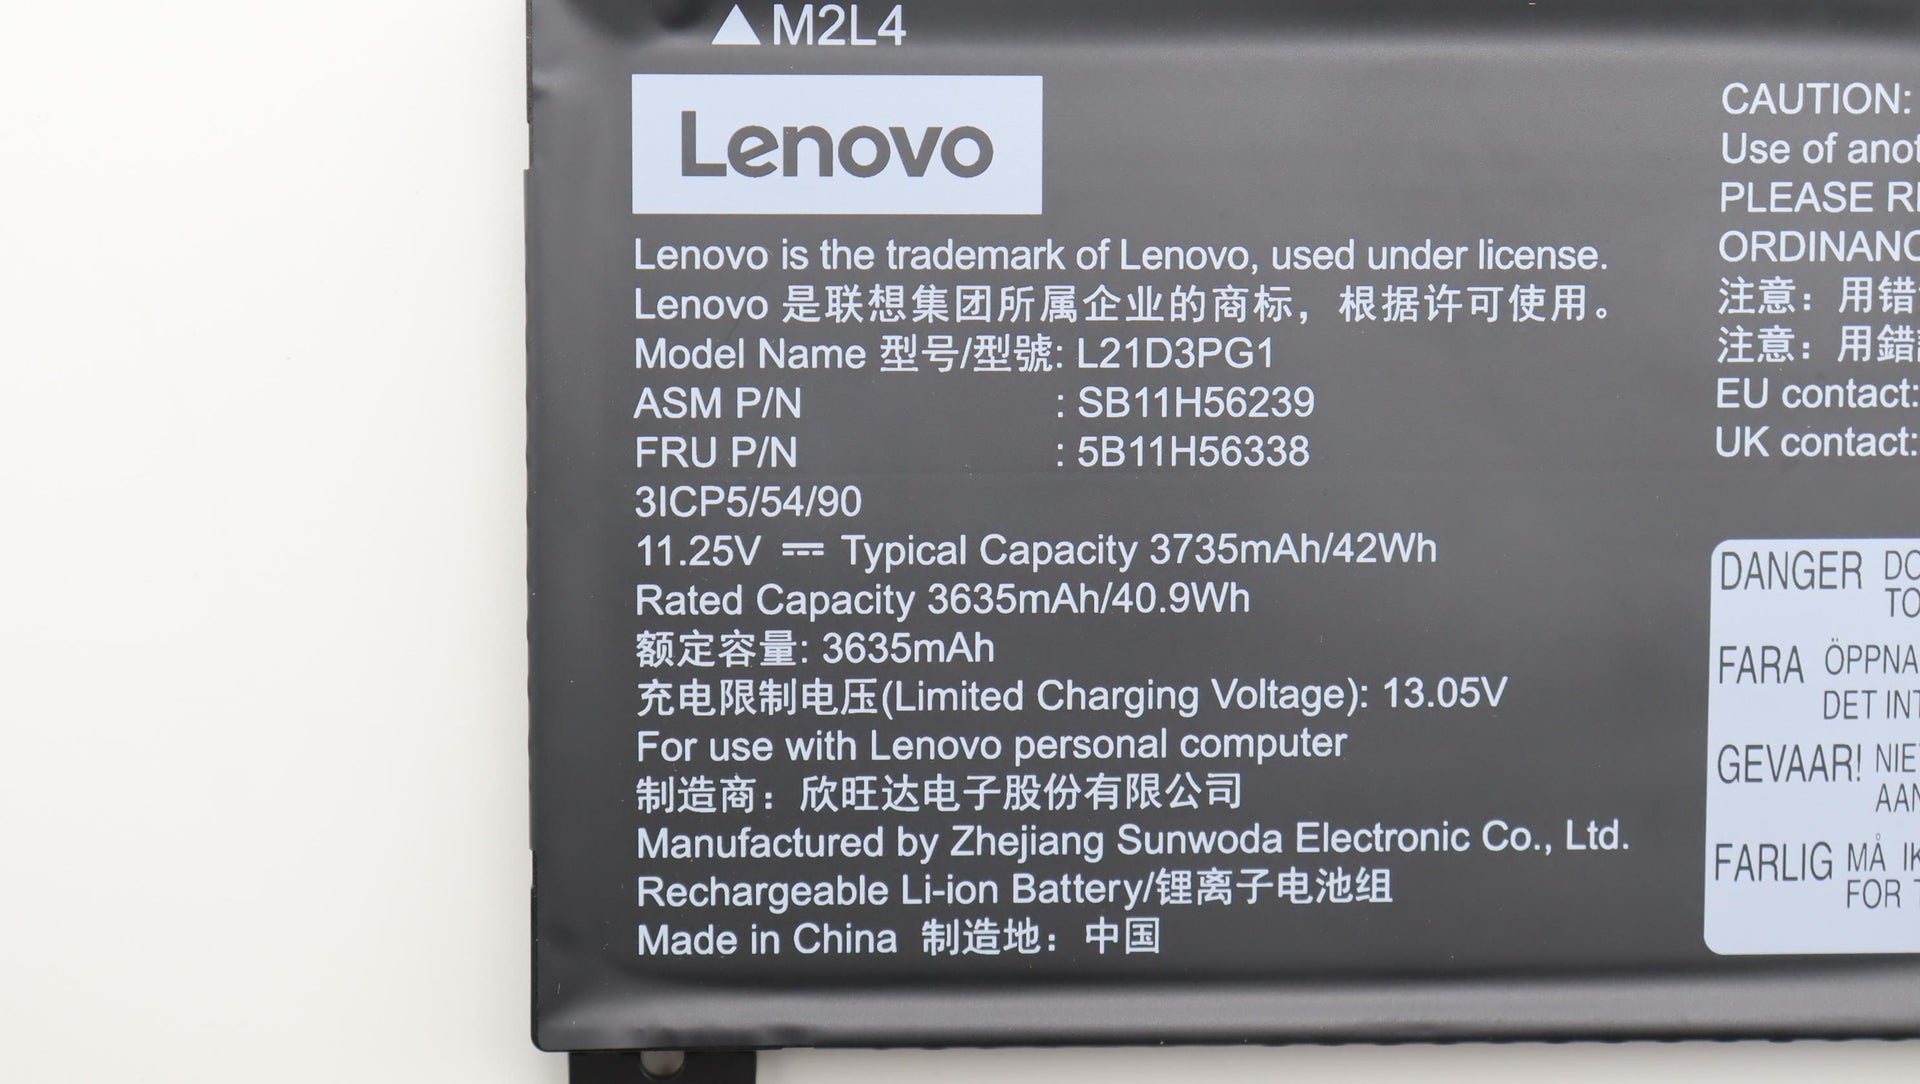 ▲M2L4
Lenovo
Lenovo is the trademark of Lenovo, used under license.
Lenovo 是联想集团所属企业的商标，根据许可使用。
Model Name 型号/型號: L21D3PG1
ASM P/N : SB11H56239
FRU P/N : 5B11H56338
3ICP5/54/90
11.25V ⎓ Typical Capacity 3735mAh/42Wh
Rated Capacity 3635mAh/40.9Wh
额定容量: 3635mAh
充电限制电压(Limited Charging Voltage): 13.05V
For use with Lenovo personal computer
制造商：欣旺达电子股份有限公司
Manufactured by Zhejiang Sunwoda Electronic Co., Ltd.
Rechargeable Li-ion Battery/锂离子电池组
Made in China 制造地：中国
CAUTION:
Use of
PLEASE
注意：用错
注意：用錯
EU contact:
UK contact:
DANGER
FARA
DET
GEVAAR!
FARLIG MÅ
FOR